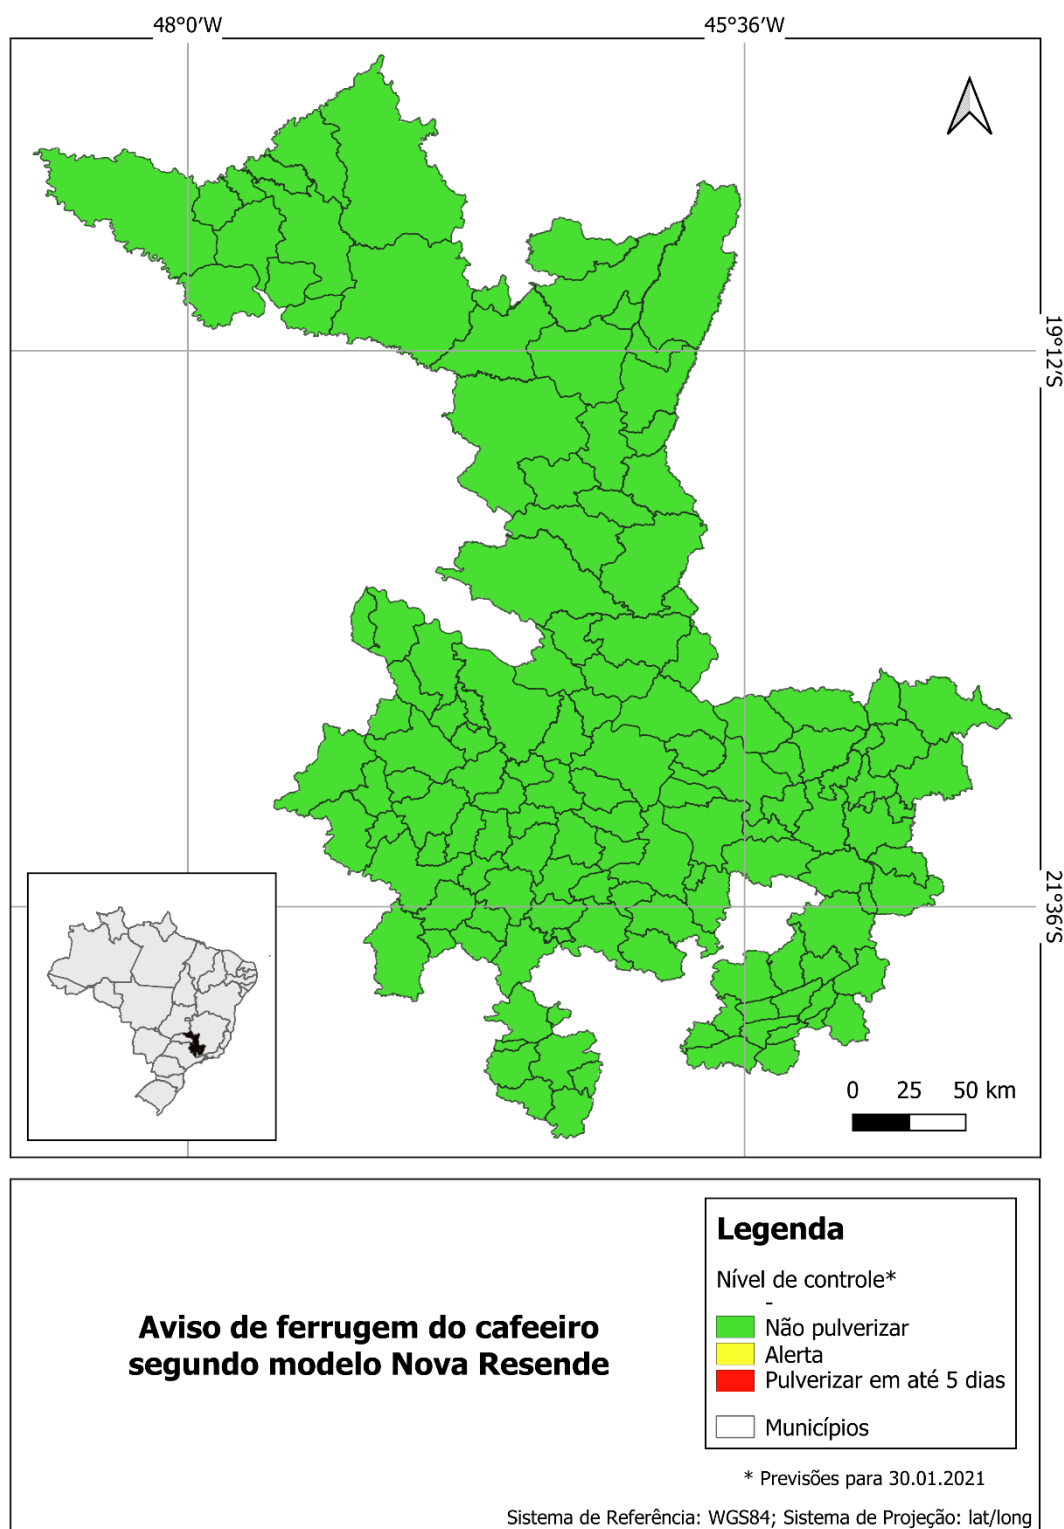 48°0'W
45°36'W
19°12'S
21°36'S
0 25 50 km
Aviso de ferrugem do cafeeiro
segundo modelo Nova Resende
Legenda
Nível de controle*
-
Não pulverizar
Alerta
Pulverizar em até 5 dias
Municípios
* Previsões para 30.01.2021
Sistema de Referência: WGS84; Sistema de Projeção: lat/long